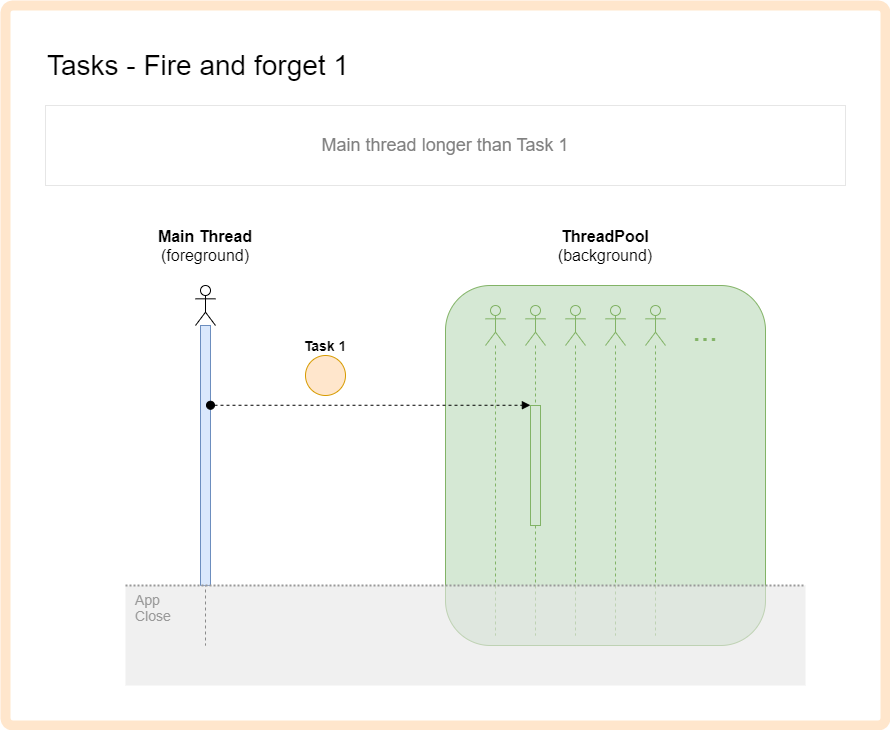 Tasks - Fire and forget 1
Main thread longer than Task 1
Main Thread
(foreground)
ThreadPool
(background)
Task 1
...
App
Close